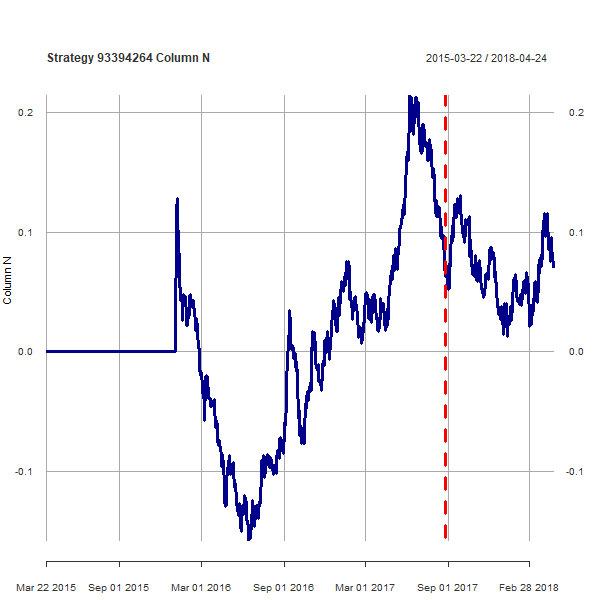 Strategy 93394264 Column N 2015-03-22 / 2018-04-24
0.2 0.2
0.1 0.1
Column N
0.0 0.0
-0.1 -0.1
Mar 22 2015 Sep 01 2015 Mar 01 2016 Sep 01 2016 Mar 01 2017 Sep 01 2017 Feb 28 2018